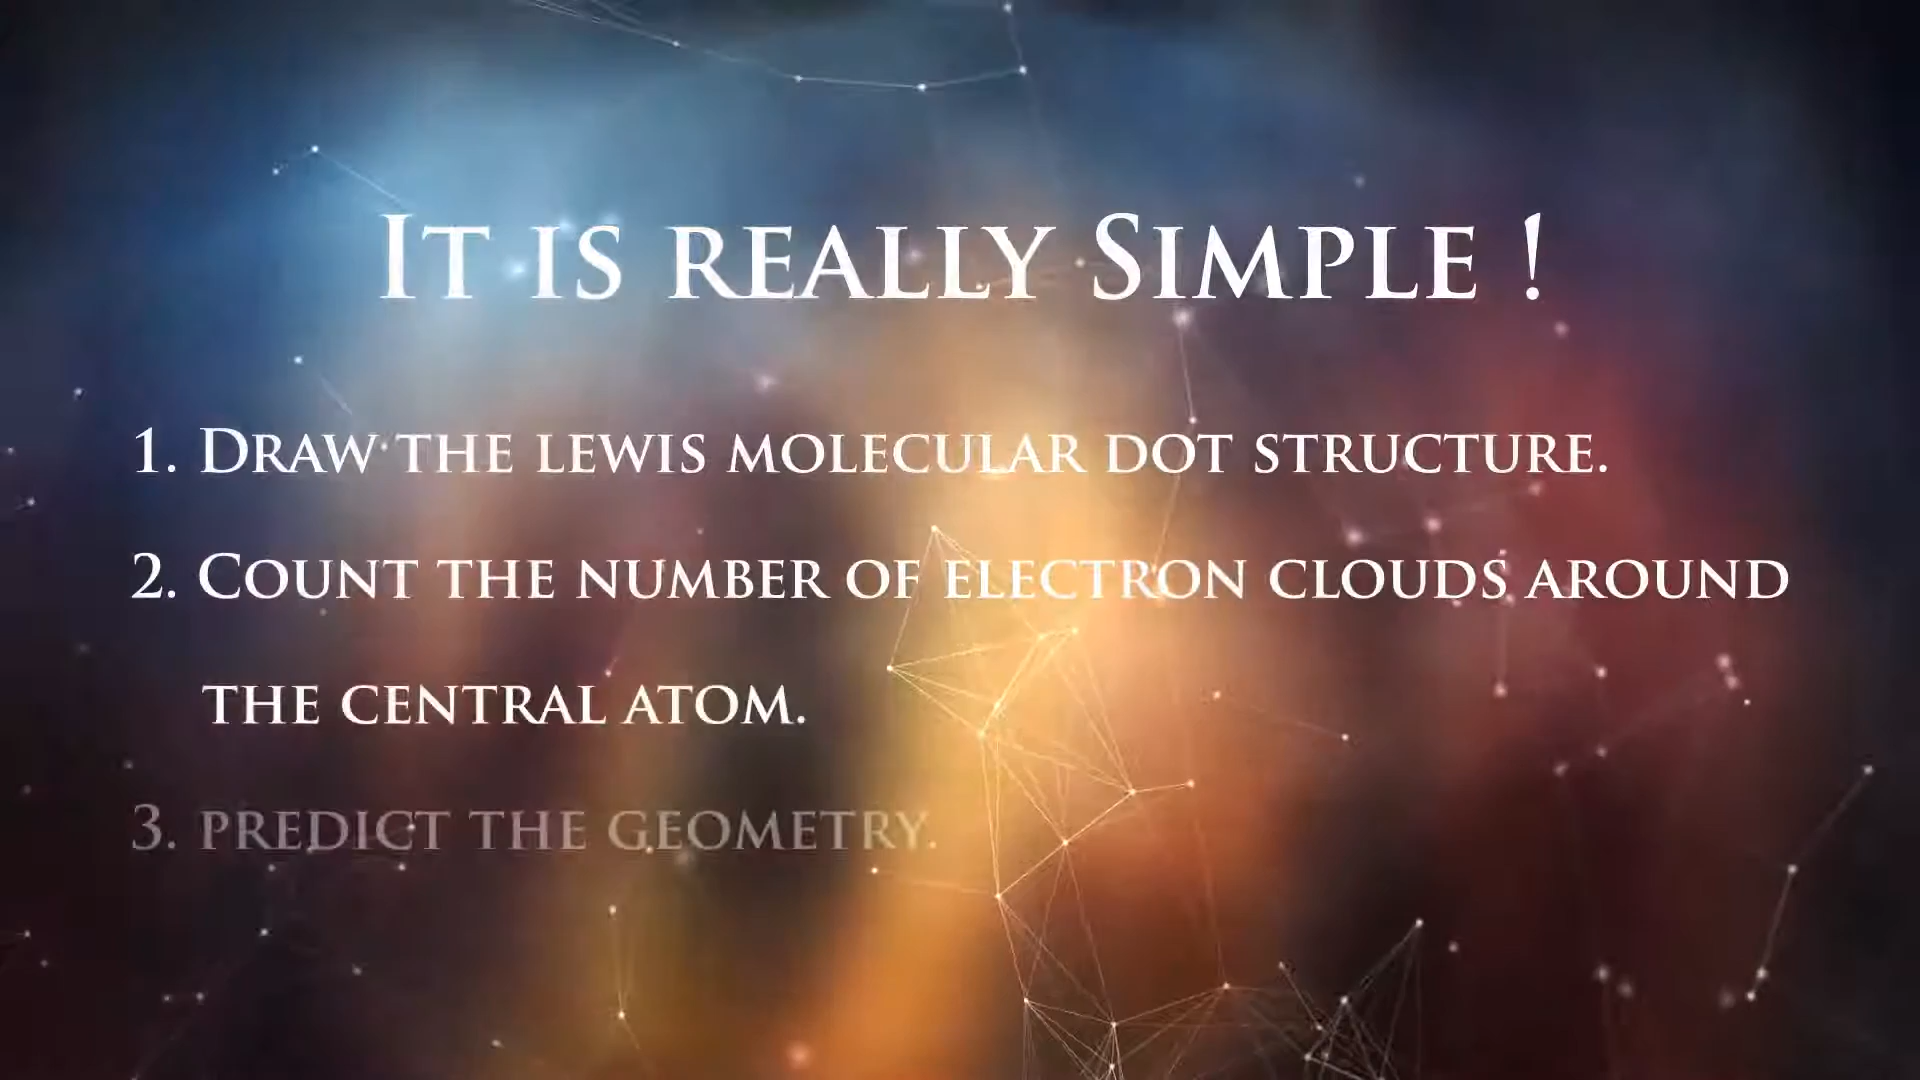 It is really Simple !
1. Draw the lewis molecular dot structure.
2. Count the number of electron clouds around
the central atom.
3. predict the geometry.